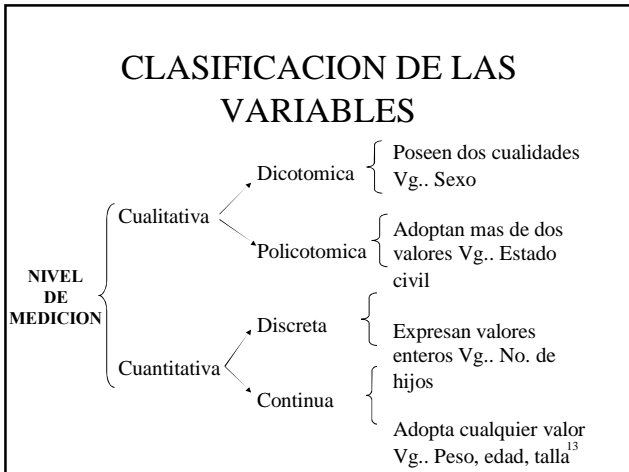 CLASIFICACION DE LAS
VARIABLES
NIVEL
DE
MEDICION
Cualitativa
Dicotomica
Poseen dos cualidades
Vg.. Sexo
Policotomica
Adoptan mas de dos
valores Vg.. Estado
civil
Cuantitativa
Discreta
Expresan valores
enteros Vg.. No. de
hijos
Continua
Adopta cualquier valor
Vg.. Peso, edad, talla
13